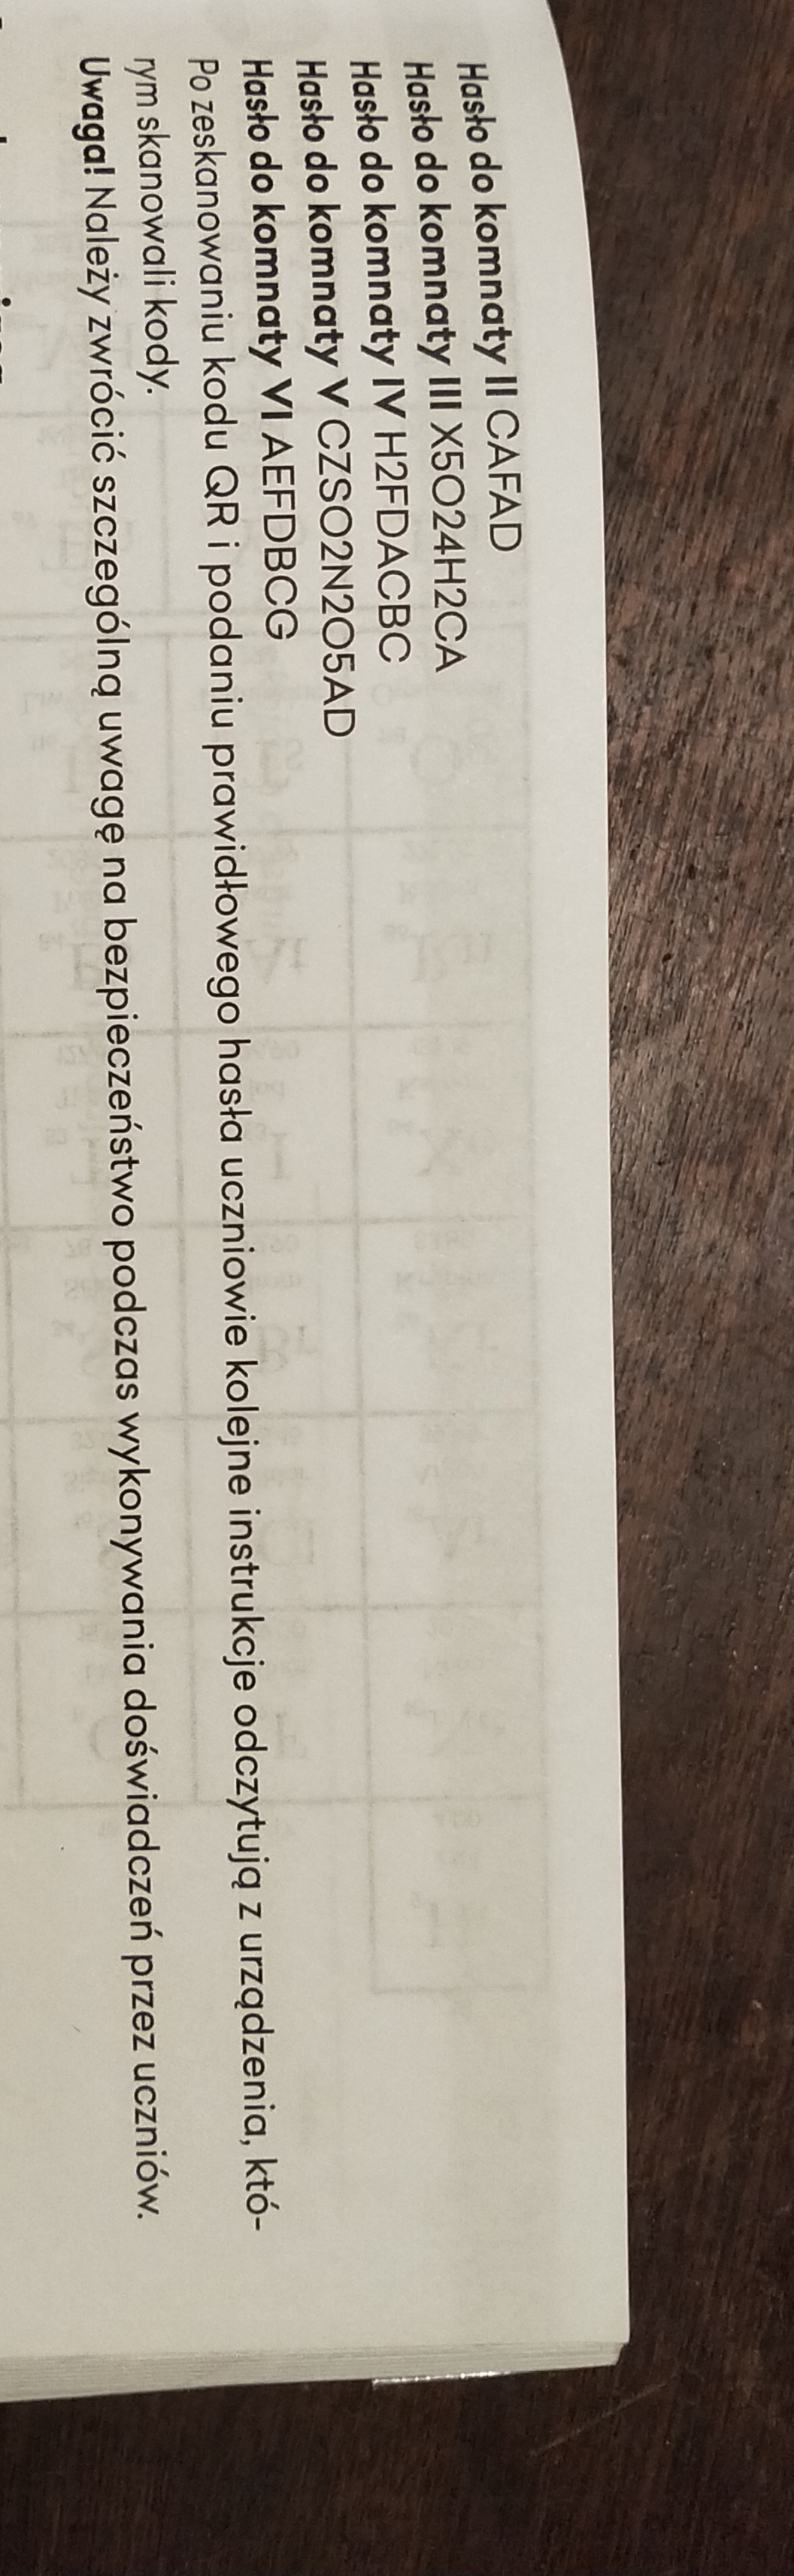 Hasło do komnaty II CAFAD
Hasło do komnaty III X5O24H2CA
Hasło do komnaty IV H2FDACBC
Hasło do komnaty V CZSO2N2O5AD
Hasło do komnaty VI AEFDBCG
Po zeskanowaniu kodu QR i podaniu prawidłowego hasła uczniowie kolejne instrukcje odczytują z urządzenia, któ-
rym skanowali kody.
Uwaga! Należy zwrócić szczególną uwagę na bezpieczeństwo podczas wykonywania doświadczeń przez uczniów.